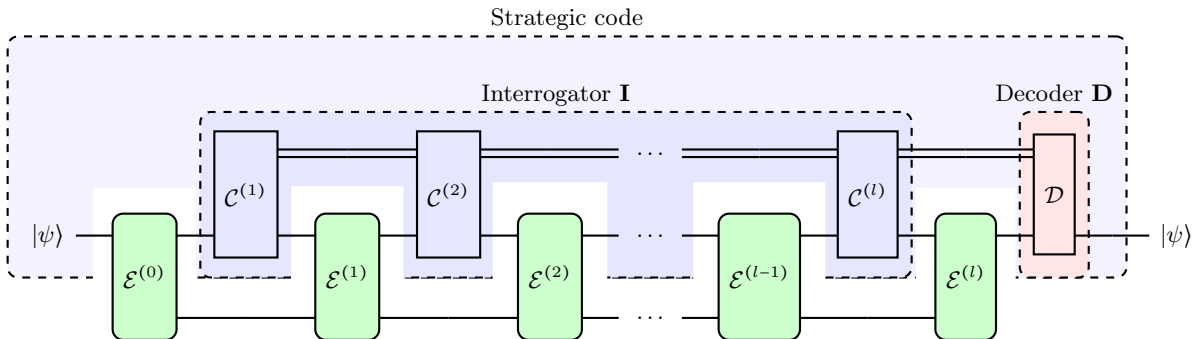 Strategic code
Interrogator I
Decoder D
𝒞⁽¹⁾ 𝒞⁽²⁾ ⋯ 𝒞⁽ˡ⁾ 𝒟
|ψ⟩ ⋯ |ψ⟩
ℰ⁽⁰⁾ ℰ⁽¹⁾ ℰ⁽²⁾ ℰ⁽ˡ⁻¹⁾ ℰ⁽ˡ⁾
⋯